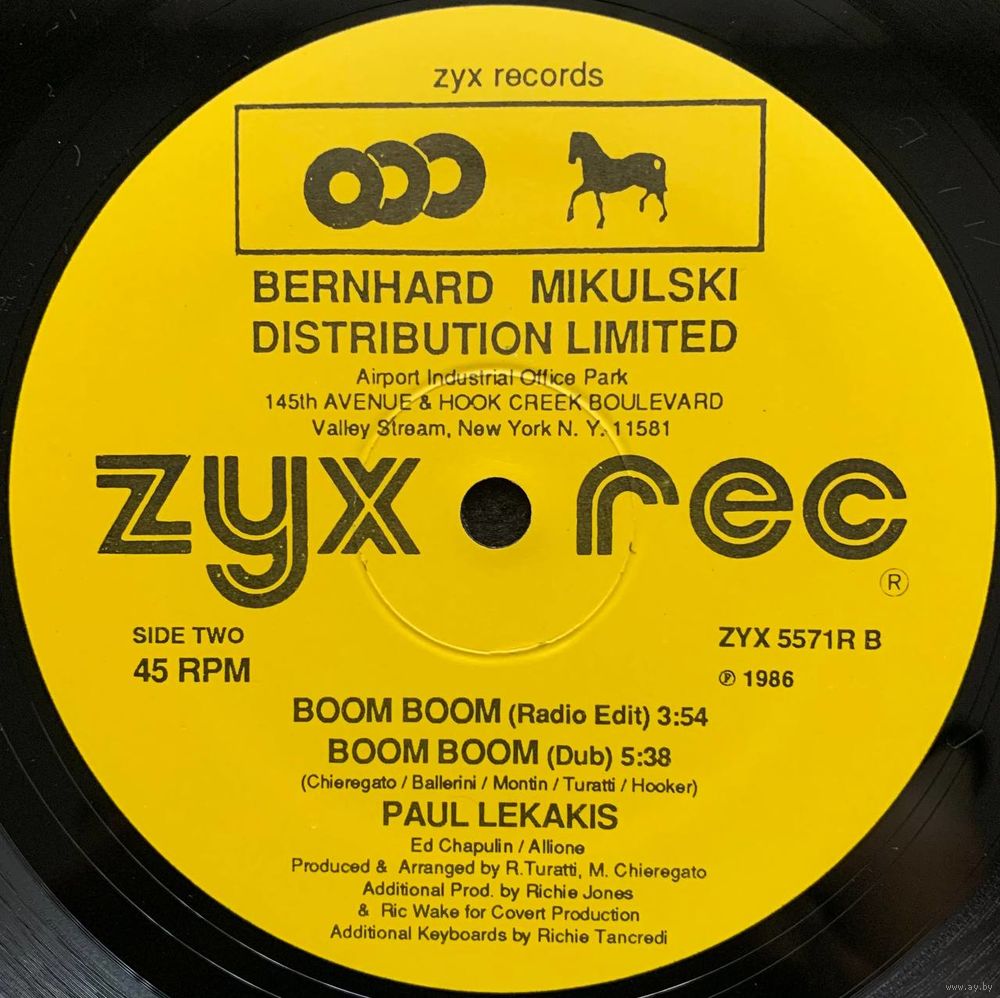 zyx records
BERNHARD MIKULSKI
DISTRIBUTION LIMITED
Airport Industrial Office Park
145th AVENUE & HOOK CREEK BOULEVARD
Valley Stream, New York N. Y. 11581
zyx rec
®
SIDE TWO
ZYX 5571R B
45 RPM
℗ 1986
BOOM BOOM (Radio Edit) 3:54
BOOM BOOM (Dub) 5:38
(Chieregato / Ballerini / Montin / Turatti / Hooker)
PAUL LEKAKIS
Ed Chapulin / Allione
Produced & Arranged by R.Turatti, M. Chieregato
Additional Prod. by Richie Jones
& Ric Wake for Covert Production
Additional Keyboards by Richie Tancredi
www.ay.by